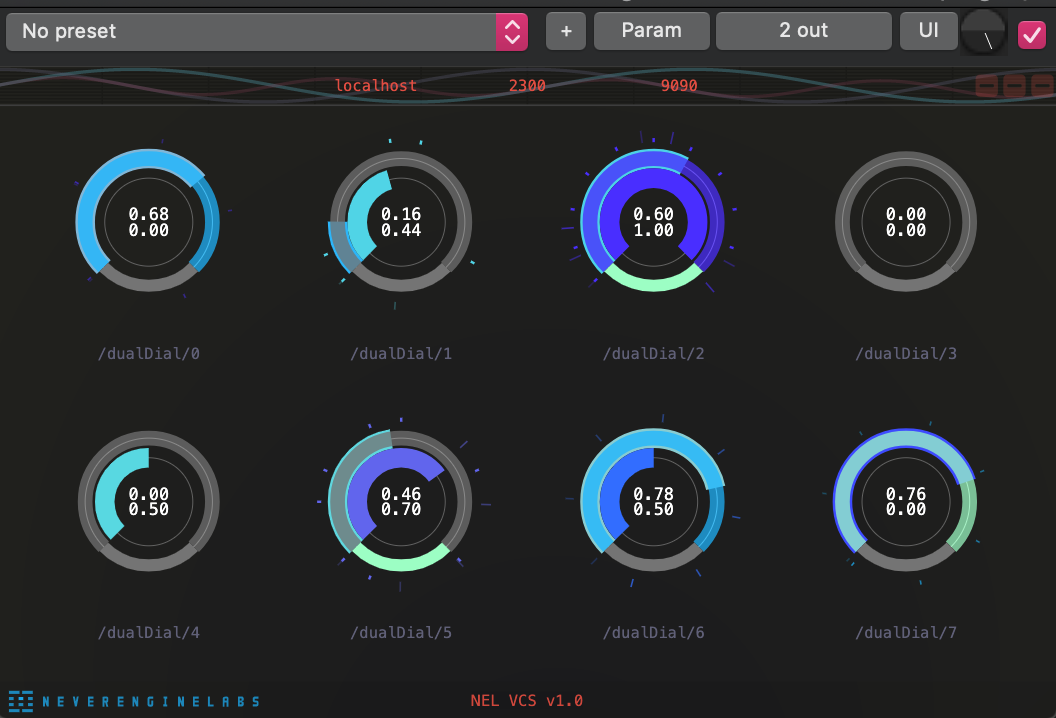 No preset
+
Param
2 out
UI
localhost 2300 9090
0.68
0.00
0.16
0.44
0.60
1.00
0.00
0.00
/dualDial/0
/dualDial/1
/dualDial/2
/dualDial/3
0.00
0.50
0.46
0.70
0.78
0.50
0.76
0.00
/dualDial/4
/dualDial/5
/dualDial/6
/dualDial/7
NEVERENGINELABS
NEL VCS v1.0